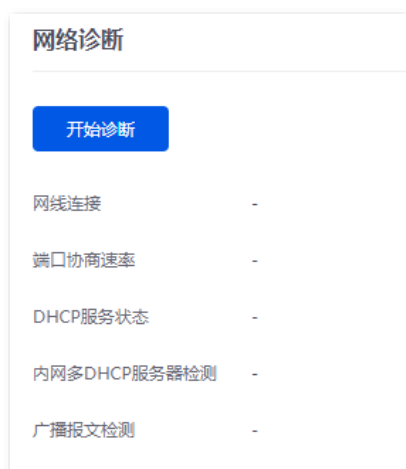 网络诊断
开始诊断
网线连接 -
端口协商速率 -
DHCP服务状态 -
内网多DHCP服务器检测 -
广播报文检测 -